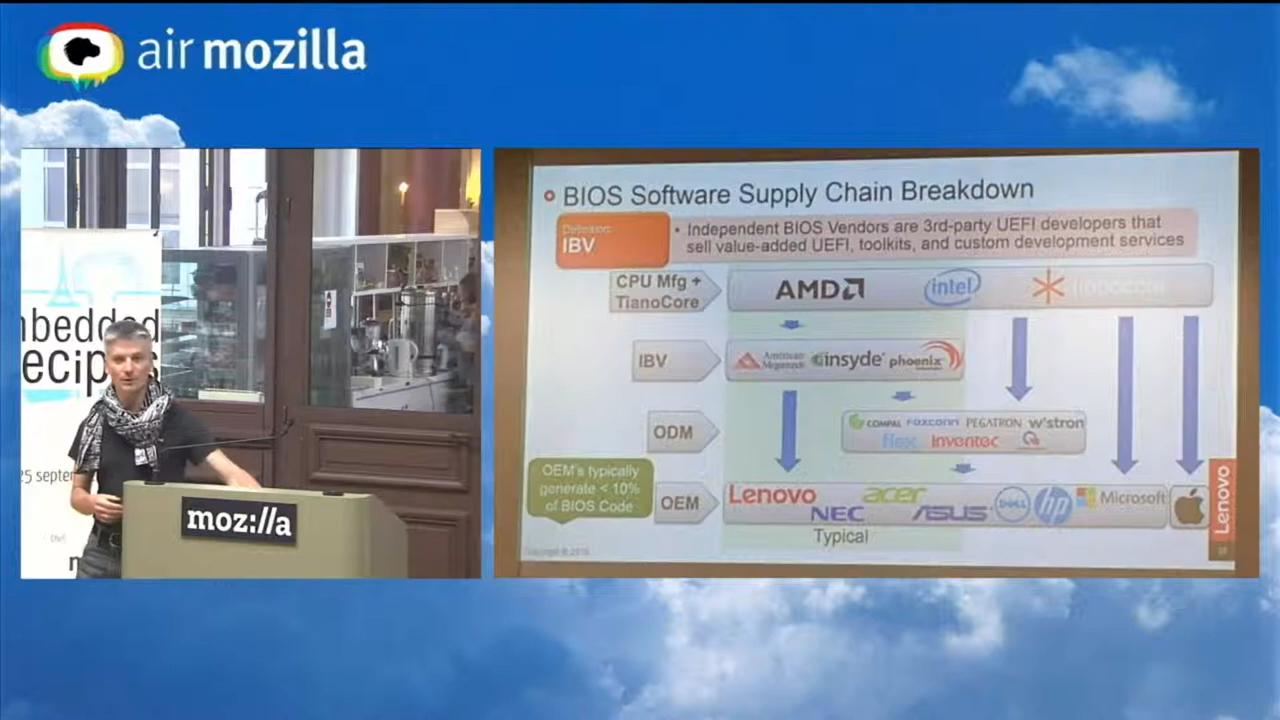 air mozilla
mbedded
ecipes
25 septem
moz://a
BIOS Software Supply Chain Breakdown
Definition:
IBV
• Independent BIOS Vendors are 3rd-party UEFI developers that
sell value-added UEFI, toolkits, and custom development services
CPU Mfg +
TianoCore
AMD
intel
IBV
American
Megatrends
insyde
phoenix
ODM
COMPAL FOXCONN PEGATRON wistron
flex inventec
OEM's typically
generate < 10%
of BIOS Code
OEM
Lenovo acer
NEC ASUS
DELL hp Microsoft
Typical
Lenovo